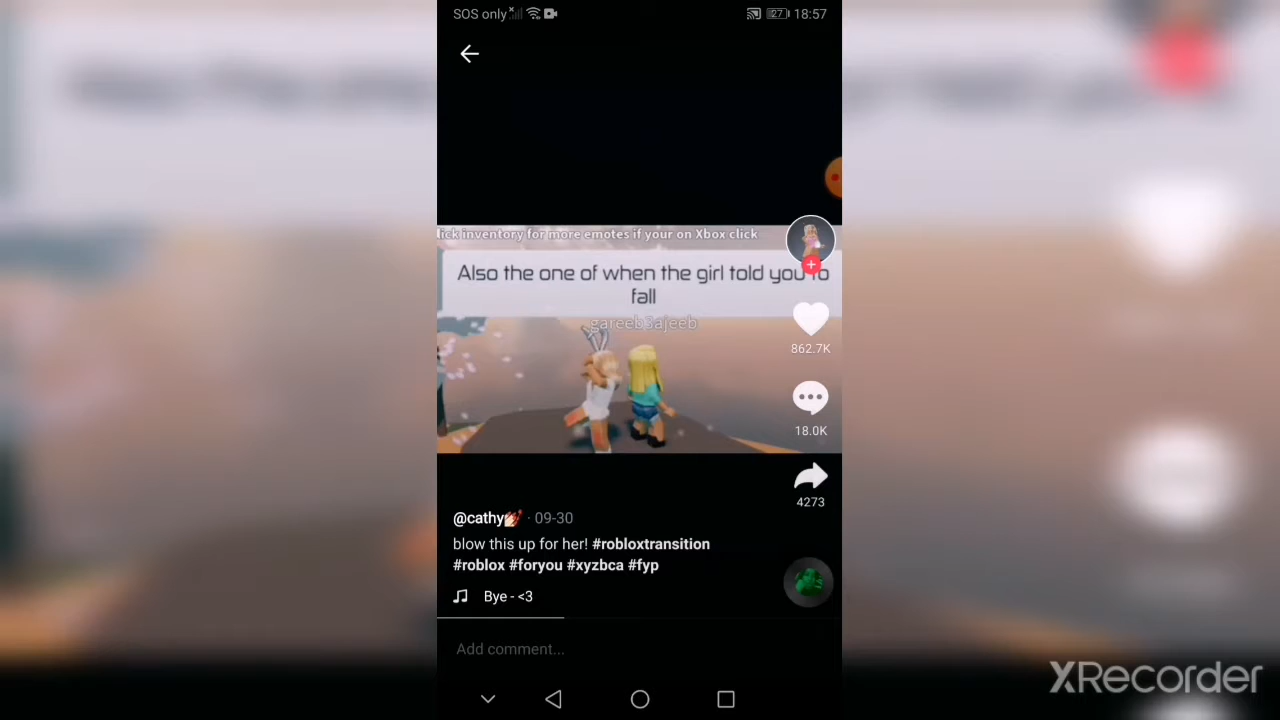 SOS only
27
18:57
lick inventory for more emotes if your on Xbox click
Also the one of when the girl told you to
fall
gareeb3ajeeb
862.7K
18.0K
4273
@cathy💅🏻 · 09-30
blow this up for her! #robloxtransition
#roblox #foryou #xyzbca #fyp
Bye - <3
Add comment...
XRecorder